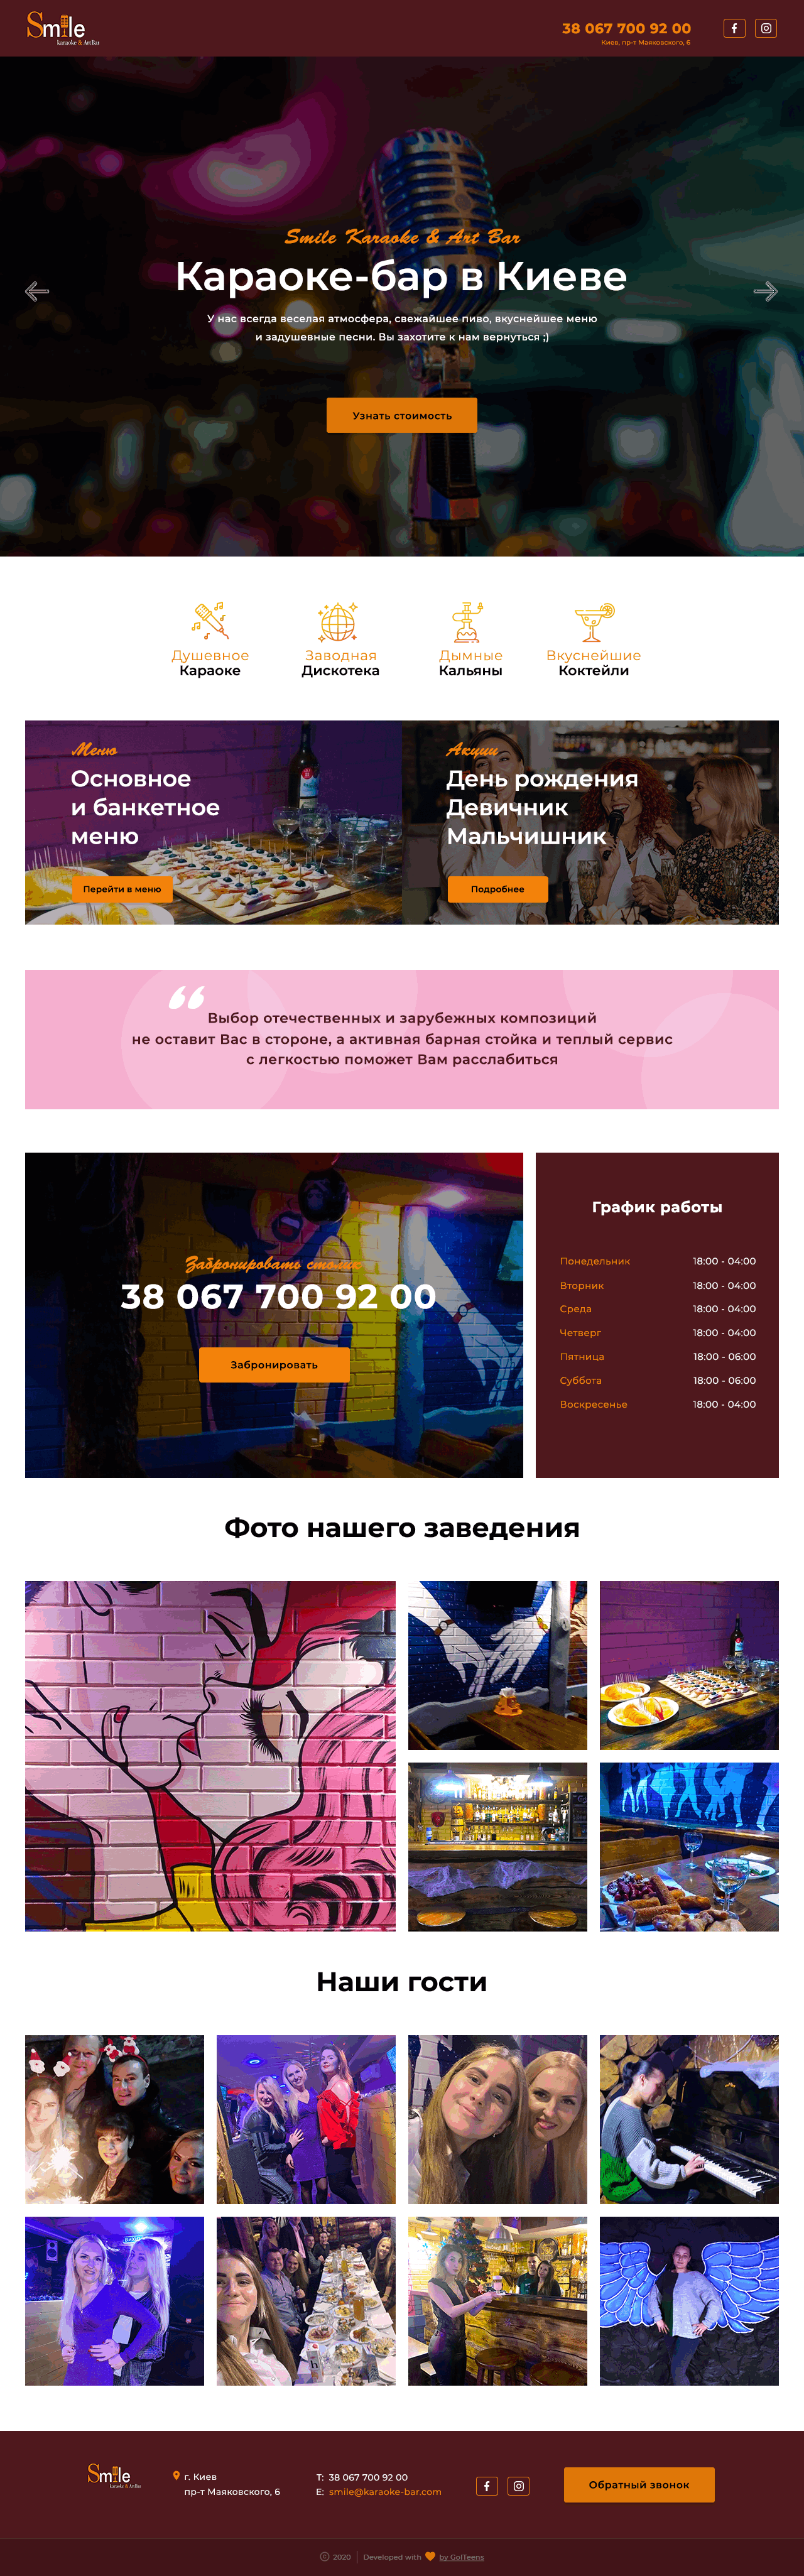 Smile
karaoke & ArtBar
38 067 700 92 00
Киев, пр-т Маяковского, 6
Smile Karaoke & Art Bar
Караоке-бар в Киеве
У нас всегда веселая атмосфера, свежайшее пиво, вкуснейшее меню
и задушевные песни. Вы захотите к нам вернуться ;)
Узнать стоимость
Душевное
Караоке
Заводная
Дискотека
Дымные
Кальяны
Вкуснейшие
Коктейли
Меню
Основное
и банкетное
меню
Перейти в меню
Акции
День рождения
Девичник
Мальчишник
Подробнее
“
Выбор отечественных и зарубежных композиций
не оставит Вас в стороне, а активная барная стойка и теплый сервис
с легкостью поможет Вам расслабиться
Забронировать столик
38 067 700 92 00
Забронировать
График работы
Понедельник 18:00 - 04:00
Вторник 18:00 - 04:00
Среда 18:00 - 04:00
Четверг 18:00 - 04:00
Пятница 18:00 - 06:00
Суббота 18:00 - 06:00
Воскресенье 18:00 - 04:00
Фото нашего заведения
Наши гости
Smile
karaoke & ArtBar
г. Киев
пр-т Маяковского, 6
T: 38 067 700 92 00
E: smile@karaoke-bar.com
Обратный звонок
© 2020 | Developed with 🧡 by GolTeens